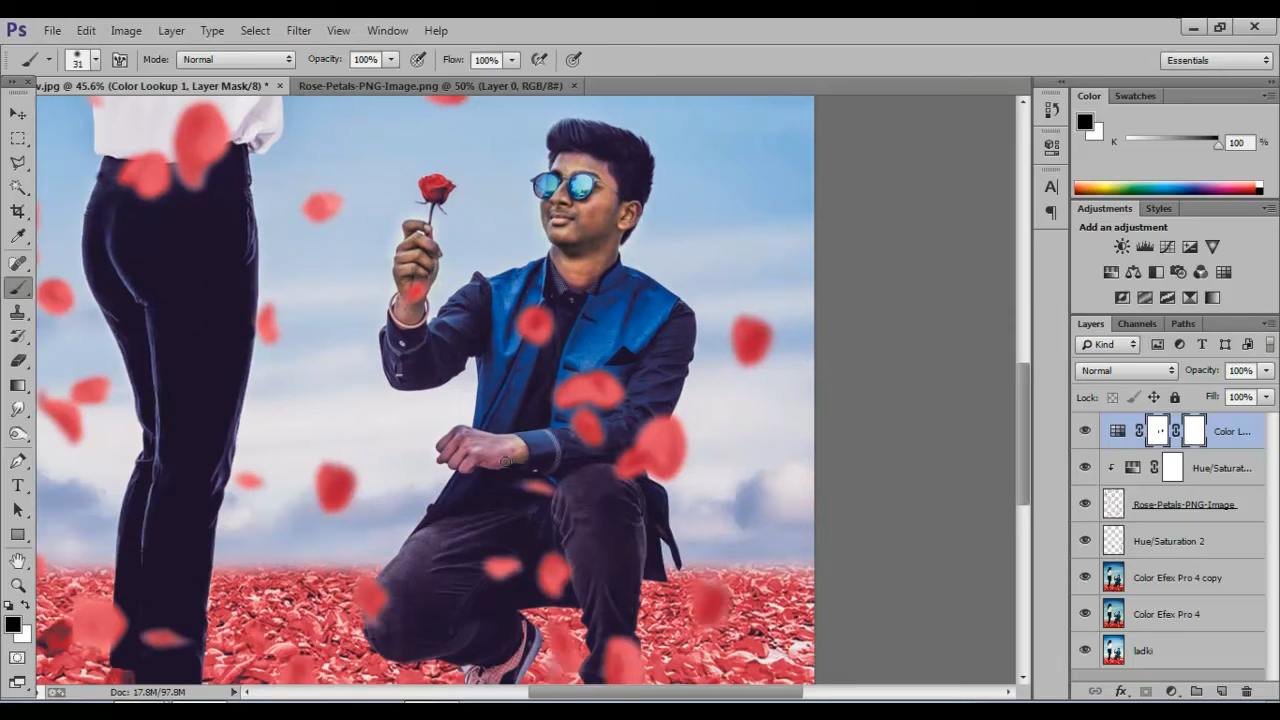 Ps File Edit Image Layer Type Select Filter View Window Help
31 Mode: Normal Opacity: 100% Flow: 100% Essentials
v.jpg @ 45.6% (Color Lookup 1, Layer Mask/8) * × Rose-Petals-PNG-Image.png @ 50% (Layer 0, RGB/8#) ×
Color Swatches
K 100 %
Adjustments Styles
Add an adjustment
Layers Channels Paths
Kind
Normal Opacity: 100%
Lock: Fill: 100%
Color L...
Hue/Saturat...
Rose-Petals-PNG-Image
Hue/Saturation 2
Color Efex Pro 4 copy
Color Efex Pro 4
ladki
Doc: 17.8M/97.8M